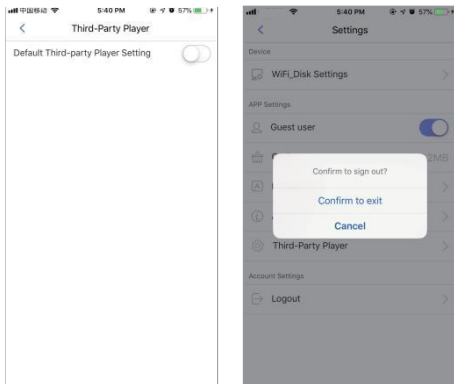 中国移动 5:40 PM 57%
Third-Party Player
Default Third-party Player Setting
5:40 PM 57%
Settings
Device
WiFi_Disk Settings
APP Settings
Guest user
2MB
Confirm to sign out?
Confirm to exit
Cancel
Third-Party Player
Account Settings
Logout